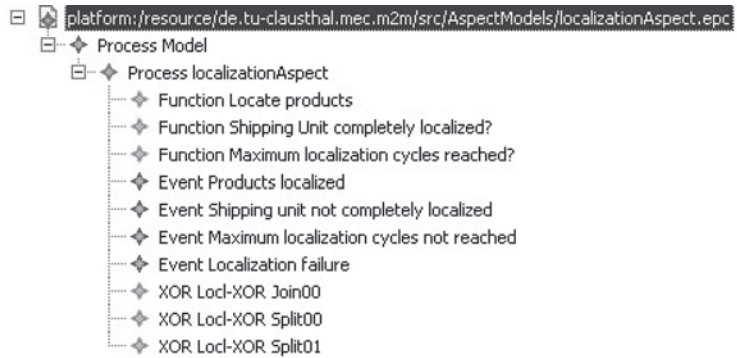 platform:/resource/de.tu-clausthal.mec.m2m/src/AspectModels/localizationAspect.epc
Process Model
Process localizationAspect
Function Locate products
Function Shipping Unit completely localized?
Function Maximum localization cycles reached?
Event Products localized
Event Shipping unit not completely localized
Event Maximum localization cycles not reached
Event Localization failure
XOR Locl-XOR Join00
XOR Locl-XOR Split00
XOR Locl-XOR Split01